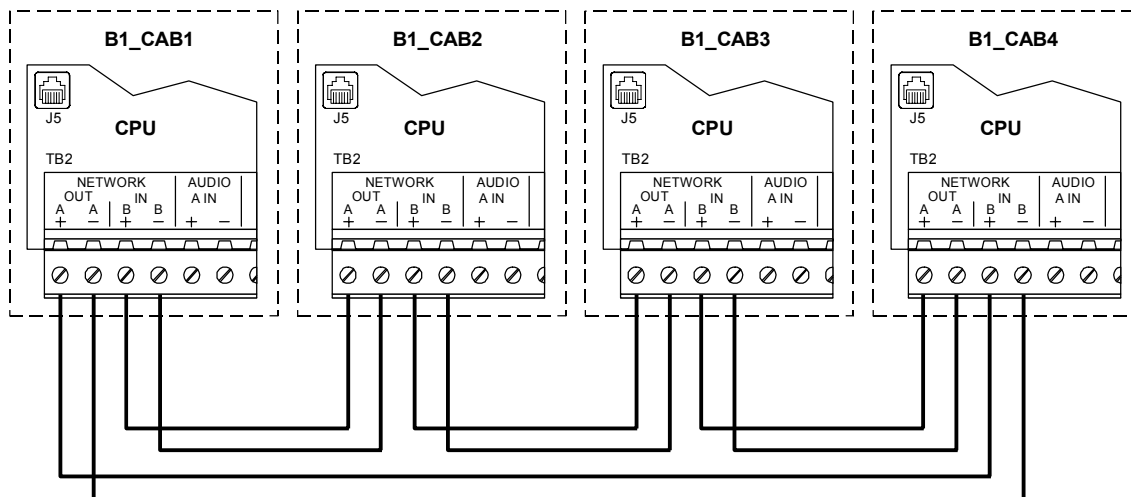 B1_CAB1
J5
CPU
TB2
NETWORK AUDIO
OUT IN A IN
A A B B
+ − + − + −
B1_CAB2
J5
CPU
TB2
NETWORK AUDIO
OUT IN A IN
A A B B
+ − + − + −
B1_CAB3
J5
CPU
TB2
NETWORK AUDIO
OUT IN A IN
A A B B
+ − + − + −
B1_CAB4
J5
CPU
TB2
NETWORK AUDIO
OUT IN A IN
A A B B
+ − + − + −